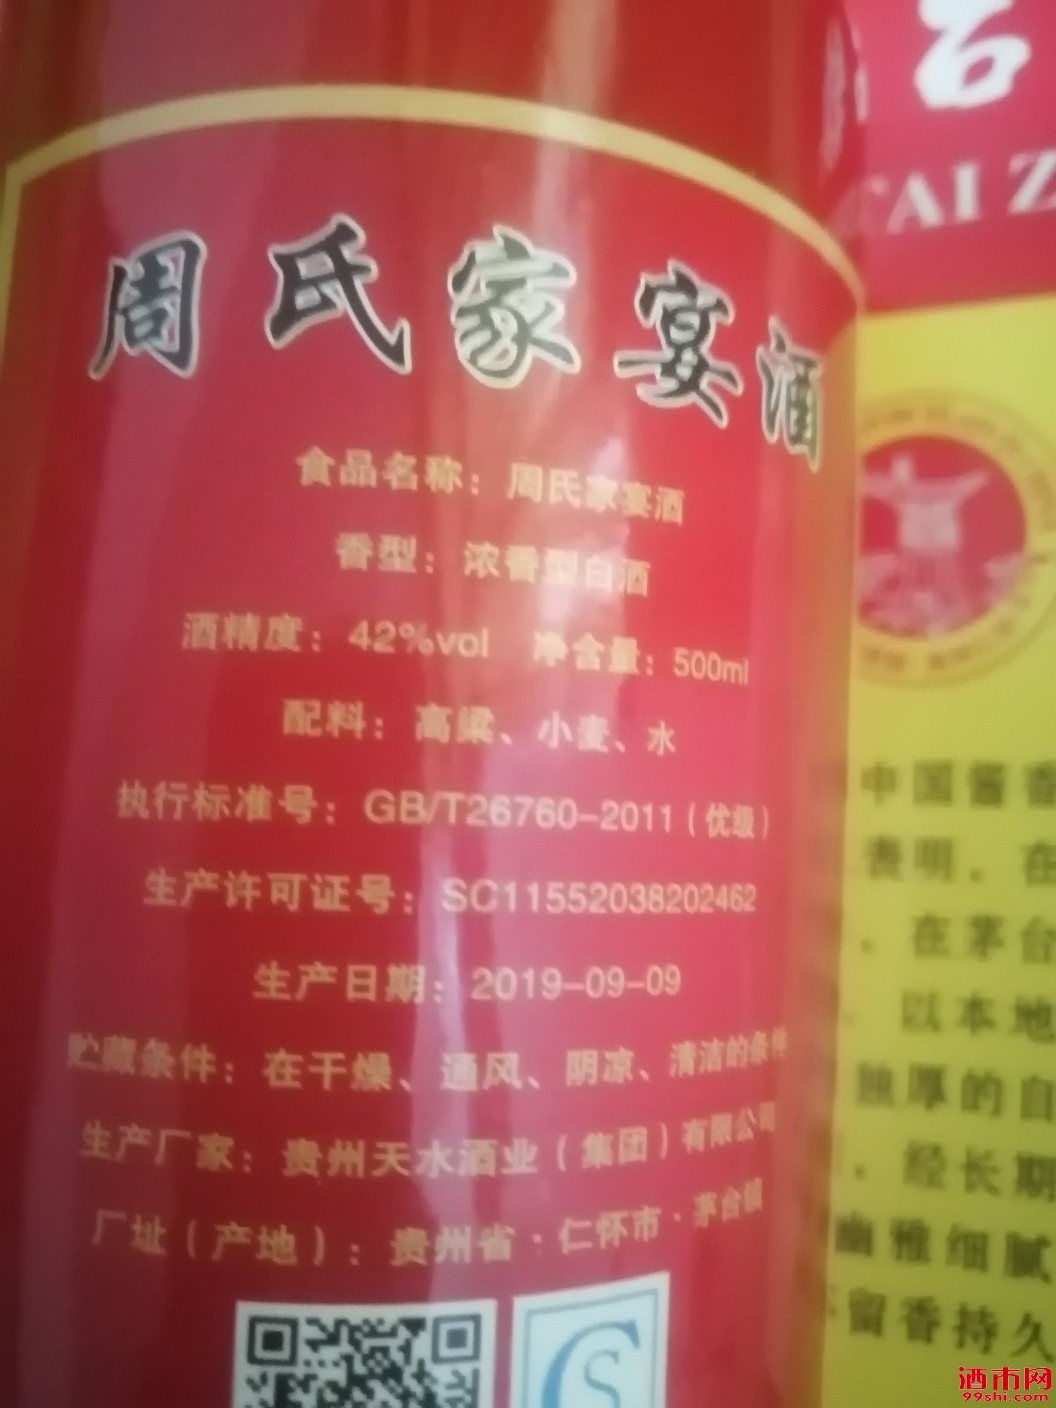 周氏家宴酒
食品名称：周氏家宴酒
香型：浓香型白酒
酒精度：42%vol 净含量：500ml
配料：高粱、小麦、水
执行标准号：GB/T26760-2011（优级）
生产许可证号：SC11552038202462
生产日期：2019-09-09
贮藏条件：在干燥、通风、阴凉、清洁的条件
生产厂家：贵州天水酒业（集团）有限公司
厂址（产地）：贵州省·仁怀市·茅台镇
台
TAI Z
中国酱香
表明，在
、在茅台
以本地
独厚的自
、经长期
幽雅细腻
留香持久
酒市网
99shi.com